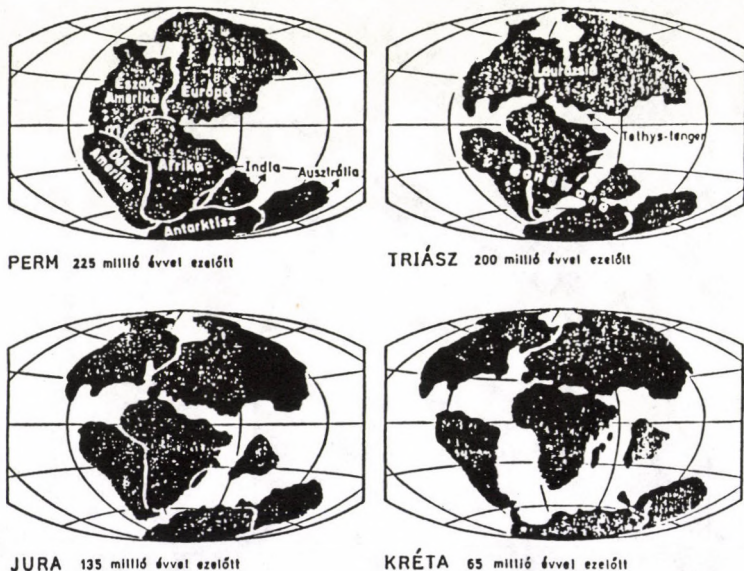 Ázsia
Észak-
Amerika
Európa
Dél-
Amerika
Afrika
India
Ausztrália
Antarktisz
PERM 225 millió évvel ezelőtt
Laurázsia
Tethys-tenger
Gondwana
TRIÁSZ 200 millió évvel ezelőtt
JURA 135 millió évvel ezelőtt
KRÉTA 65 millió évvel ezelőtt